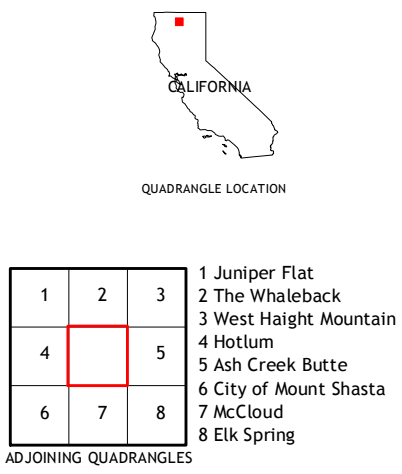 CALIFORNIA
QUADRANGLE LOCATION
1 2 3
4 5
6 7 8
ADJOINING QUADRANGLES
1 Juniper Flat
2 The Whaleback
3 West Haight Mountain
4 Hotlum
5 Ash Creek Butte
6 City of Mount Shasta
7 McCloud
8 Elk Spring